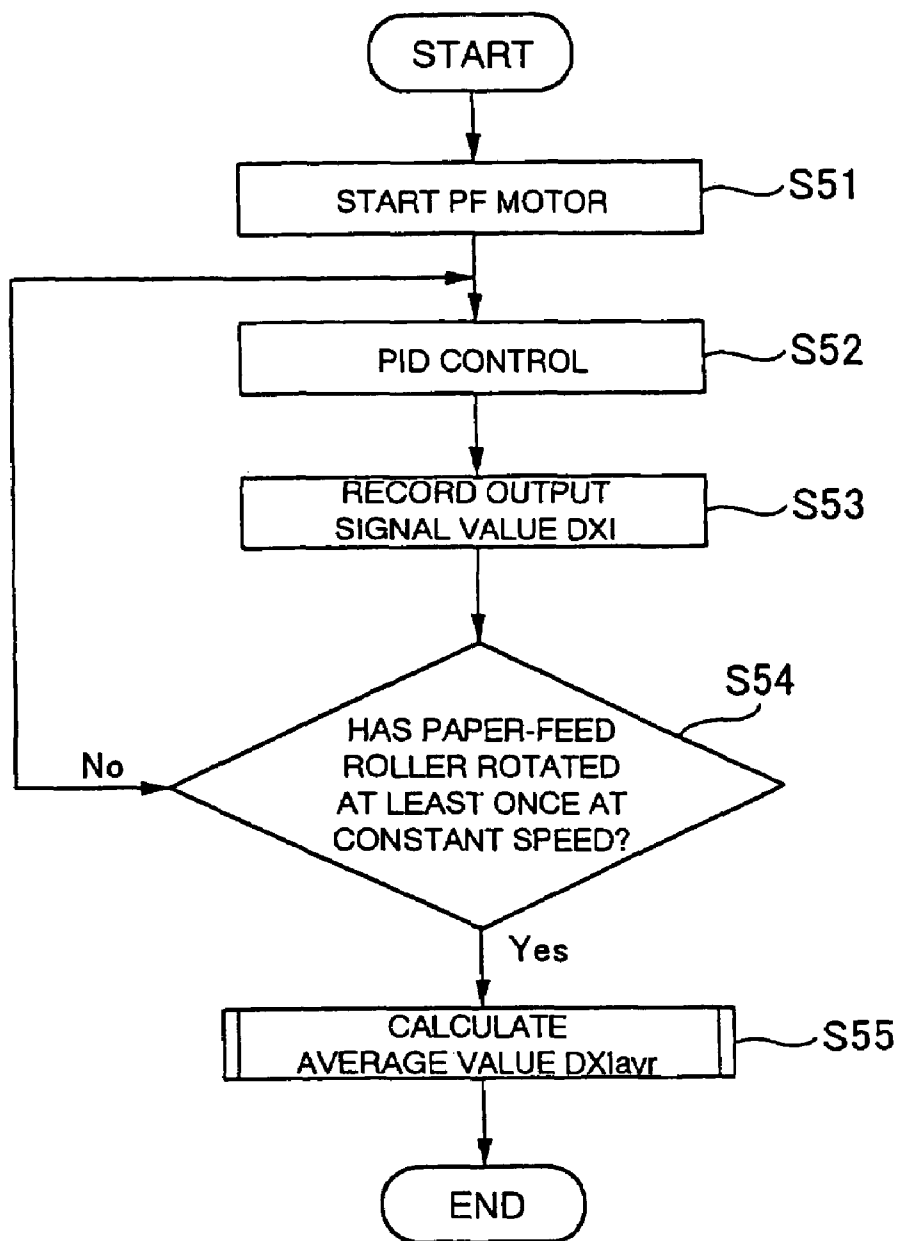 START
START PF MOTOR
S51
PID CONTROL
S52
RECORD OUTPUT
SIGNAL VALUE DXI
S53
S54
HAS PAPER-FEED
ROLLER ROTATED
AT LEAST ONCE AT
CONSTANT SPEED?
No
Yes
CALCULATE
AVERAGE VALUE DXIavr
S55
END